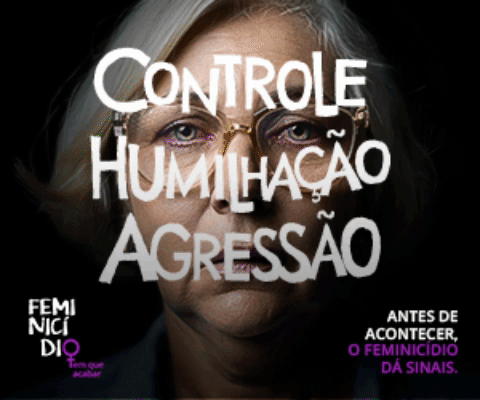 CONTROLE
HUMILHAÇÃO
AGRESSÃO
FEMI
NICÍ
DIO
tem que
acabar
ANTES DE
ACONTECER,
O FEMINICÍDIO
DÁ SINAIS.